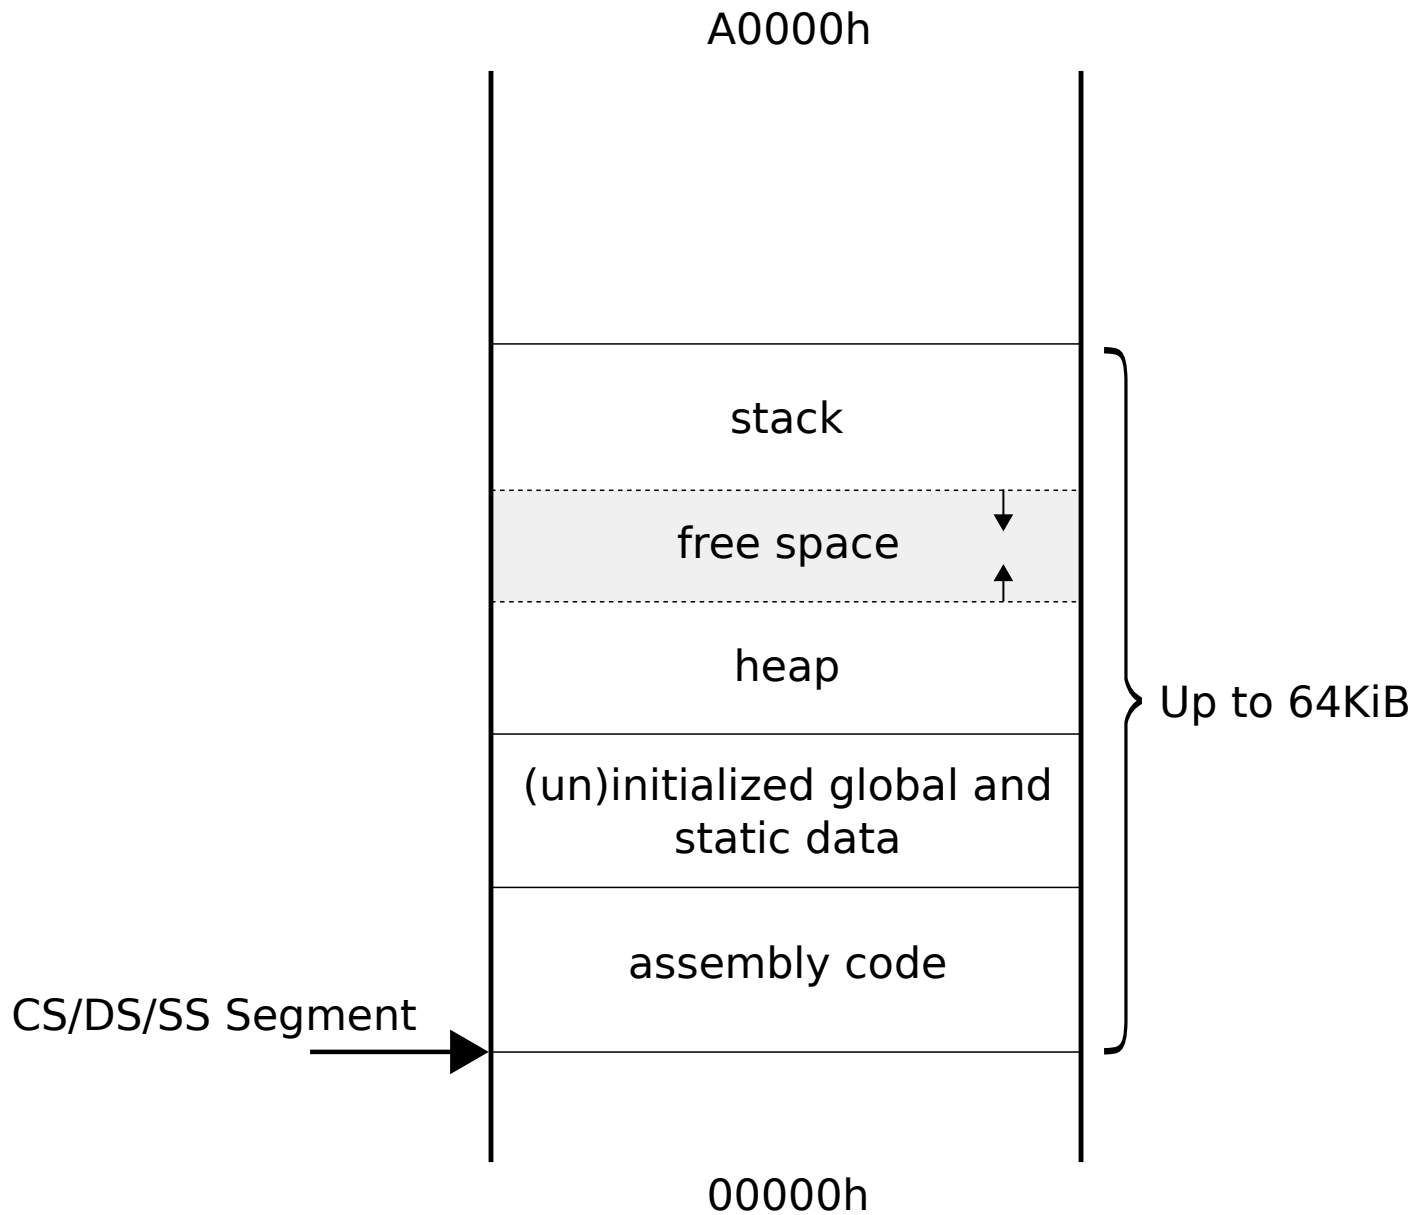 A0000h
stack
free space
heap
Up to 64KiB
(un)initialized global and
static data
assembly code
CS/DS/SS Segment
00000h